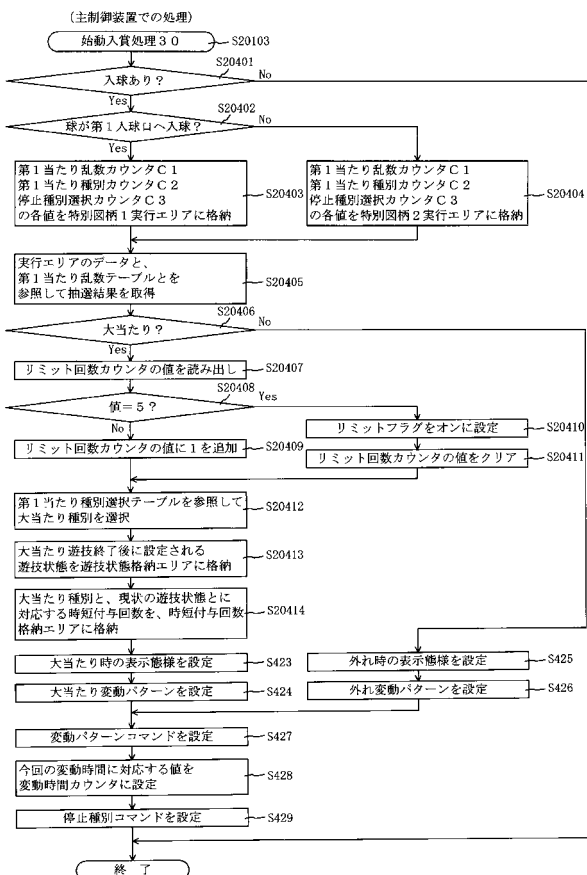 (主制御装置での処理)
始動入賞処理30
S20103
S20401
入球あり?
No
Yes
S20402
球が第1入球口へ入球?
No
Yes
第1当たり乱数カウンタC1
第1当たり種別カウンタC2
停止種別選択カウンタC3
の各値を特別図柄1実行エリアに格納
S20403
第1当たり乱数カウンタC1
第1当たり種別カウンタC2
停止種別選択カウンタC3
の各値を特別図柄2実行エリアに格納
S20404
実行エリアのデータと、
第1当たり乱数テーブルとを
参照して抽選結果を取得
S20405
S20406
大当たり?
No
Yes
リミット回数カウンタの値を読み出し
S20407
S20408
値=5?
Yes
No
リミットフラグをオンに設定
S20410
リミット回数カウンタの値に1を追加
S20409
リミット回数カウンタの値をクリア
S20411
第1当たり種別選択テーブルを参照して
大当たり種別を選択
S20412
大当たり遊技終了後に設定される
遊技状態を遊技状態格納エリアに格納
S20413
大当たり種別と、現状の遊技状態とに
対応する時短付与回数を、時短付与回数
格納エリアに格納
S20414
大当たり時の表示態様を設定
S423
外れ時の表示態様を設定
S425
大当たり変動パターンを設定
S424
外れ変動パターンを設定
S426
変動パターンコマンドを設定
S427
今回の変動時間に対応する値を
変動時間カウンタに設定
S428
停止種別コマンドを設定
S429
終 了